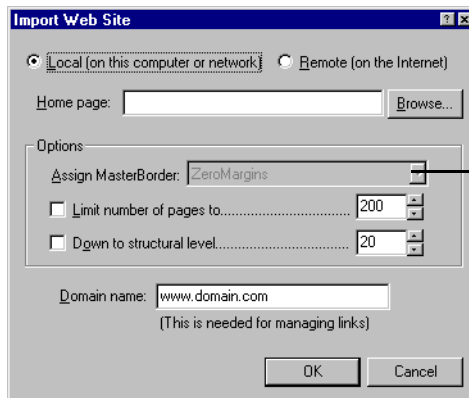 Import Web Site
Local (on this computer or network) Remote (on the Internet)
Home page: Browse...
Options
Assign MasterBorder: ZeroMargins
Limit number of pages to........................ 200
Down to structural level........................ 20
Domain name: www.domain.com
(This is needed for managing links)
OK Cancel